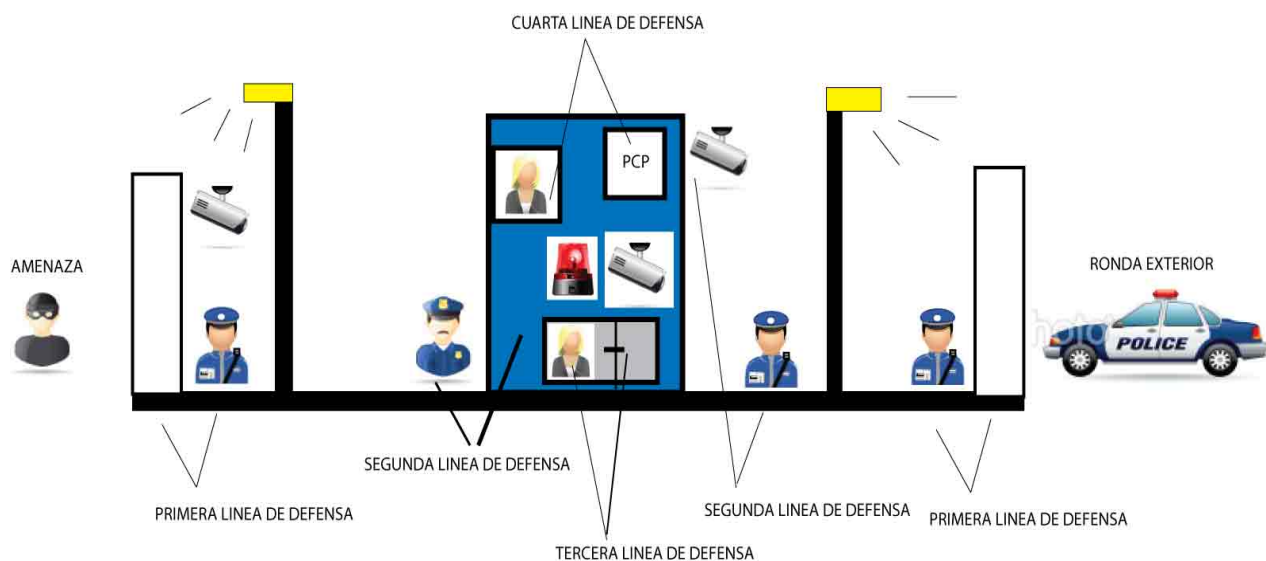 CUARTA LINEA DE DEFENSA
PCP
AMENAZA
RONDA EXTERIOR
POLICE
SEGUNDA LINEA DE DEFENSA
PRIMERA LINEA DE DEFENSA
SEGUNDA LINEA DE DEFENSA
PRIMERA LINEA DE DEFENSA
TERCERA LINEA DE DEFENSA